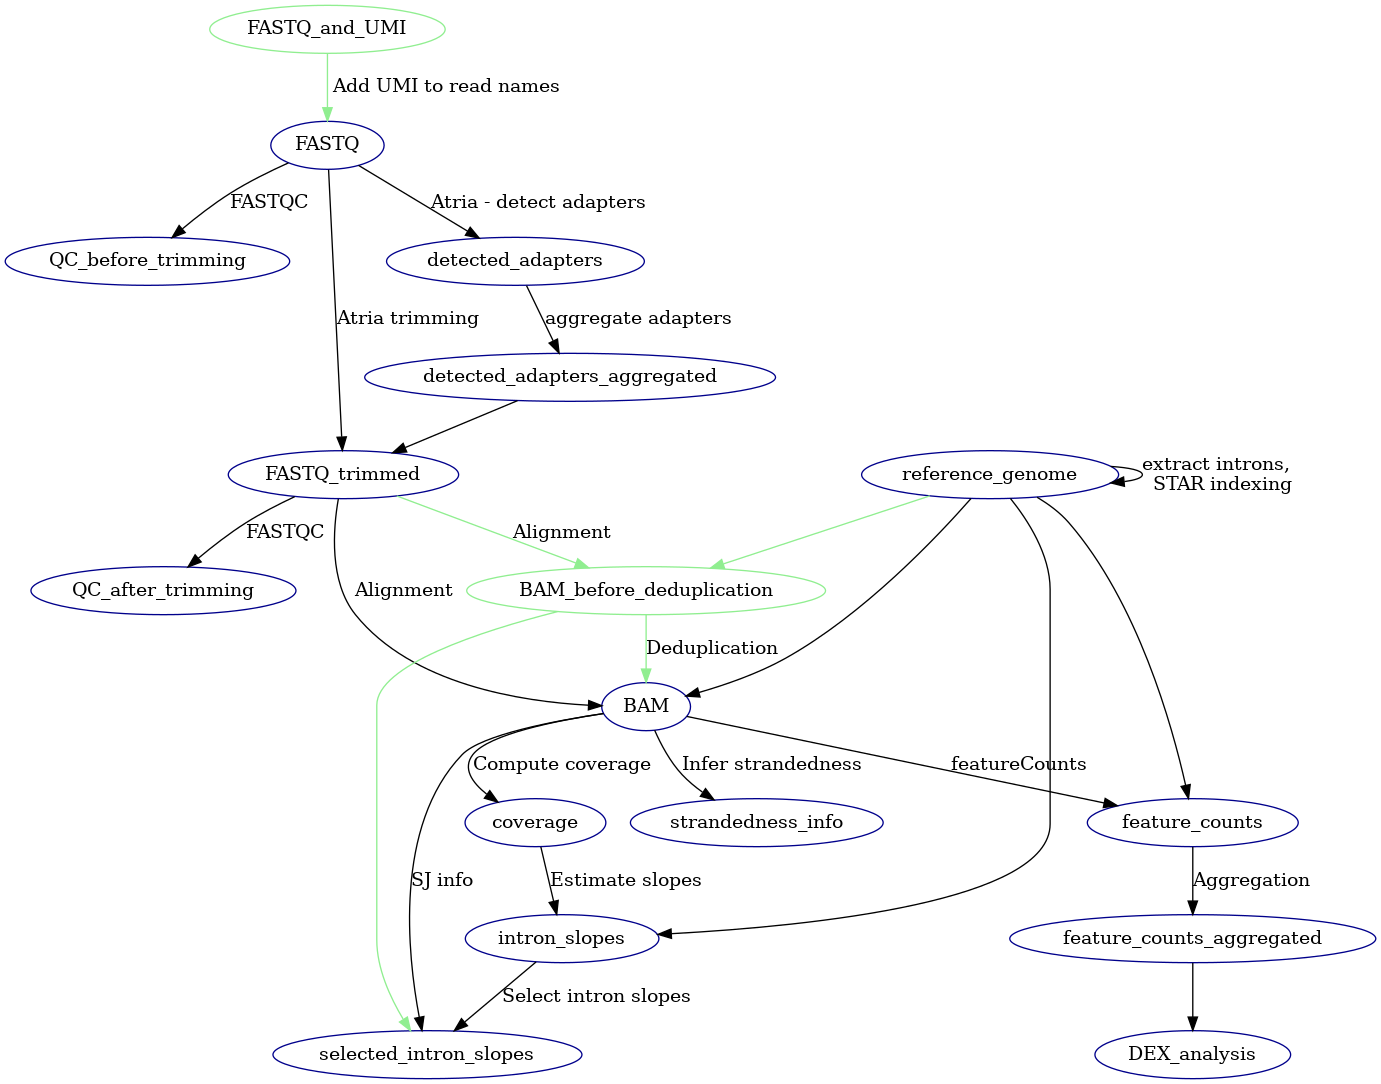 FASTQ_and_UMI
Add UMI to read names
FASTQ
FASTQC
Atria - detect adapters
QC_before_trimming
detected_adapters
Atria trimming
aggregate adapters
detected_adapters_aggregated
FASTQ_trimmed
reference_genome
extract introns,
STAR indexing
FASTQC
Alignment
QC_after_trimming
Alignment
BAM_before_deduplication
Deduplication
BAM
Compute coverage
Infer strandedness
featureCounts
coverage
strandedness_info
feature_counts
SJ info
Estimate slopes
Aggregation
intron_slopes
feature_counts_aggregated
Select intron slopes
selected_intron_slopes
DEX_analysis